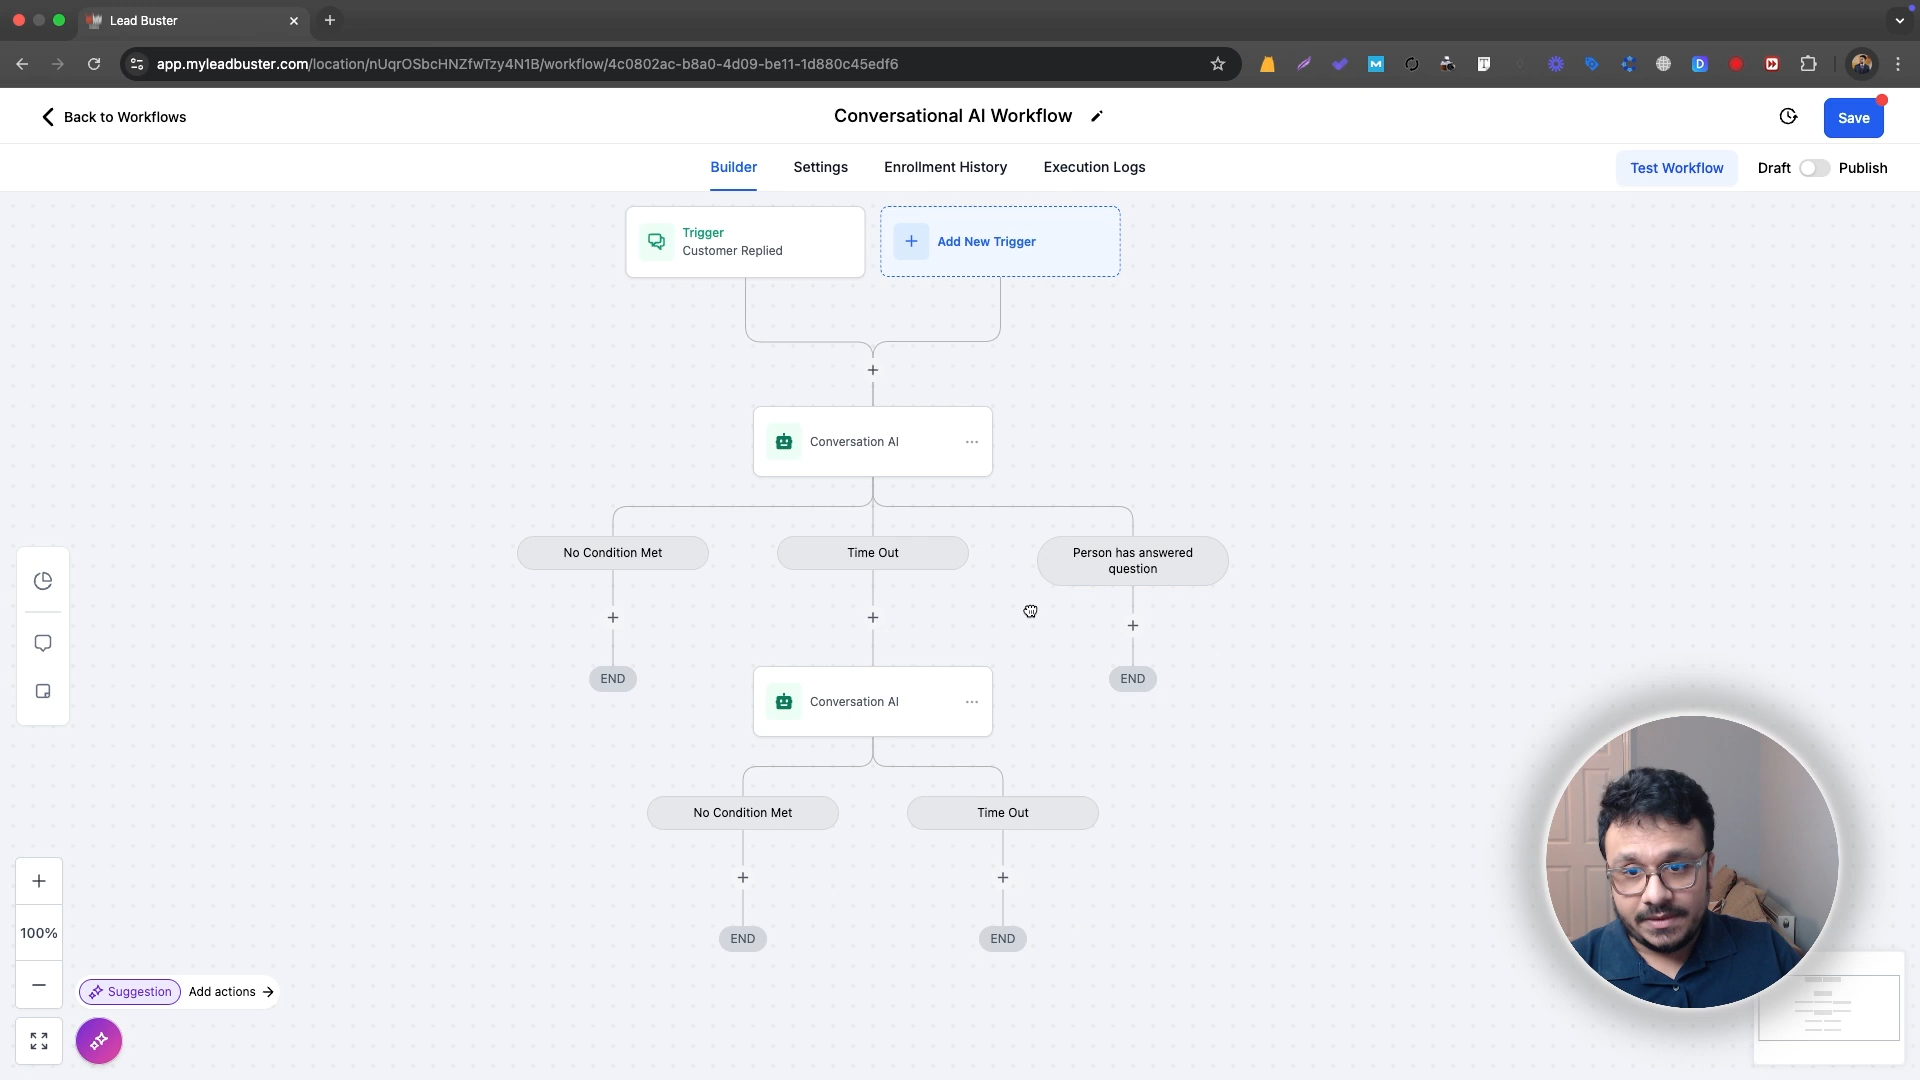 Lead Buster
app.myleadbuster.com/location/nUqrOSbcHNZfwTzy4N1B/workflow/4c0802ac-b8a0-4d09-be11-1d880c45edf6
Back to Workflows
Conversational AI Workflow
Save
Builder
Settings
Enrollment History
Execution Logs
Test Workflow
Draft
Publish
Trigger
Customer Replied
Add New Trigger
Conversation AI
No Condition Met
Time Out
Person has answered
question
END
END
Conversation AI
No Condition Met
Time Out
END
END
100%
Suggestion
Add actions